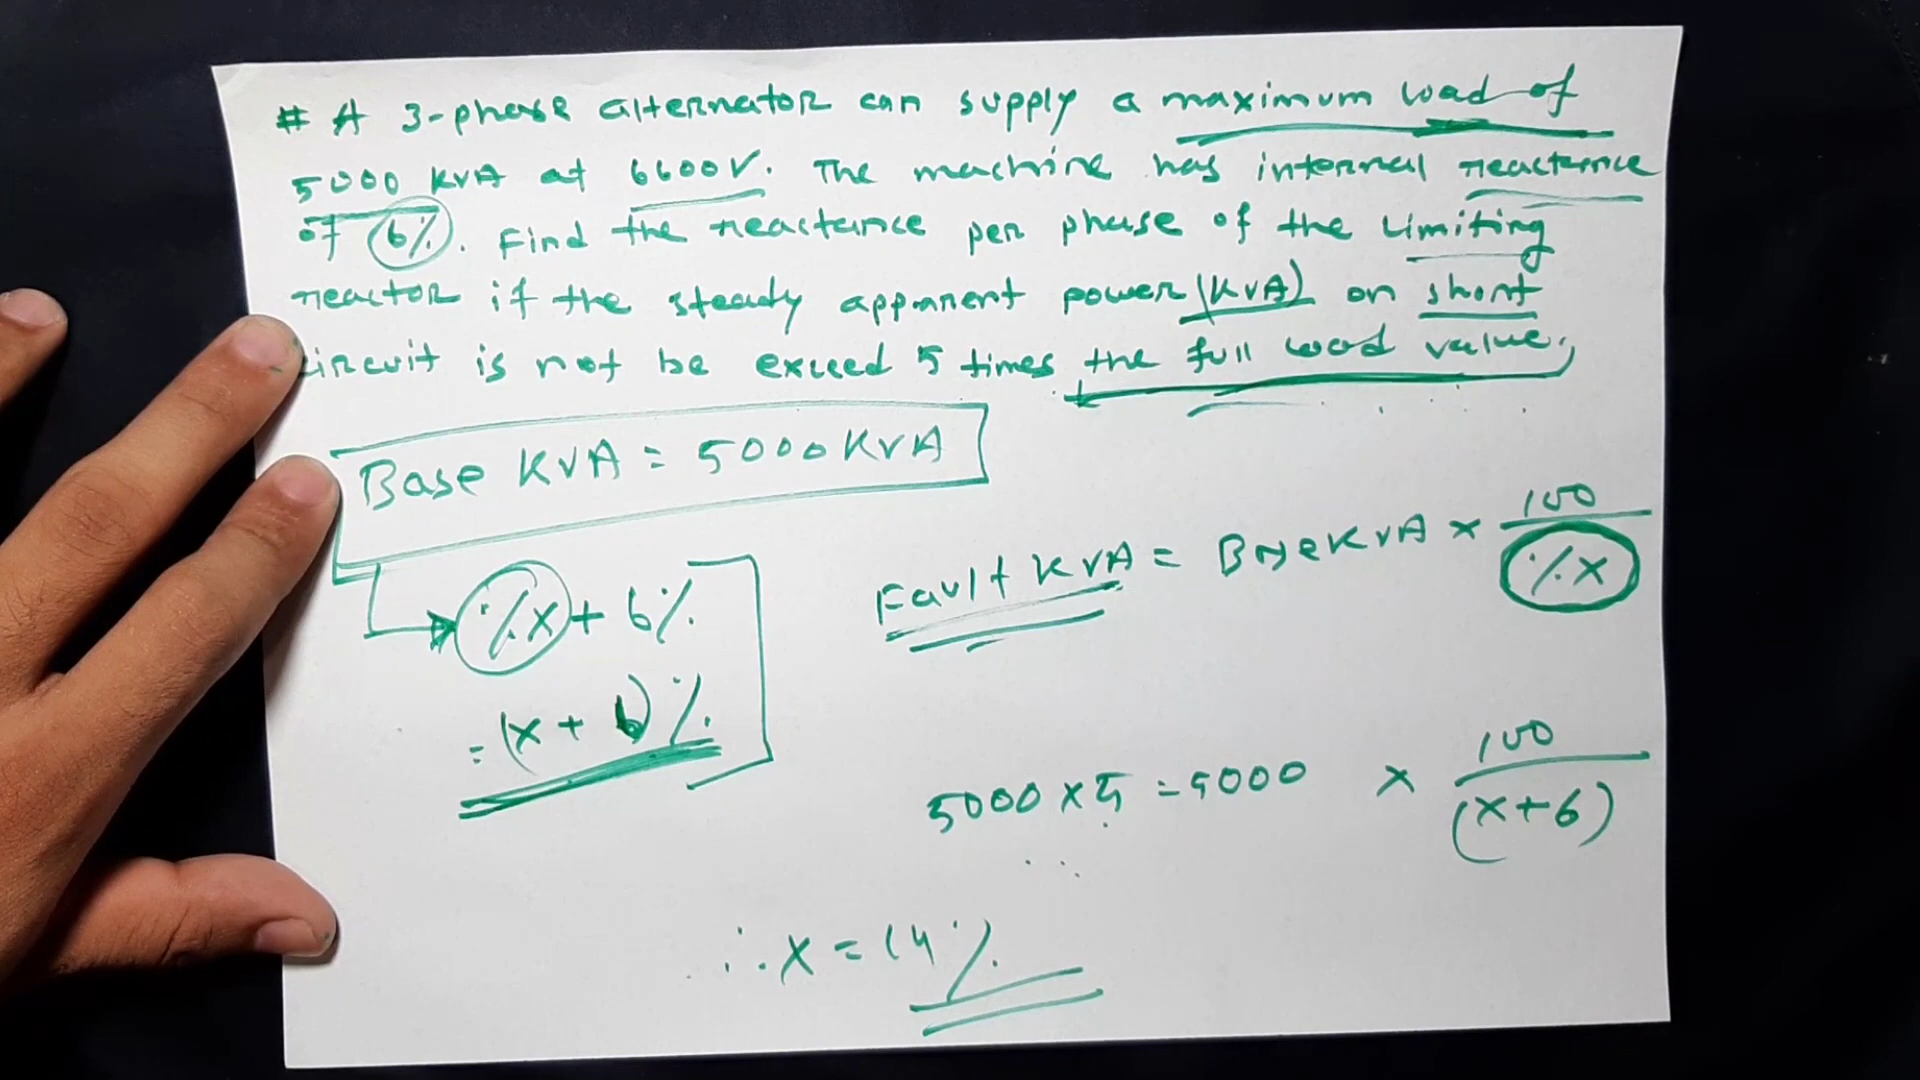 # A 3-phase alternator can supply a maximum load of
5000 KVA at 6600V. The machine has internal reactance
of 6%. Find the reactance per phase of the limiting
reactor if the steady apparent power (KVA) on short
circuit is not be exceed 5 times the full load value.
Base KVA = 5000 KVA
%X + 6%
= (X + 6) %
Fault KVA = Base KVA × 100 / %X
5000 × 5 = 5000 × 100 / (X+6)
∴ X = 14 %